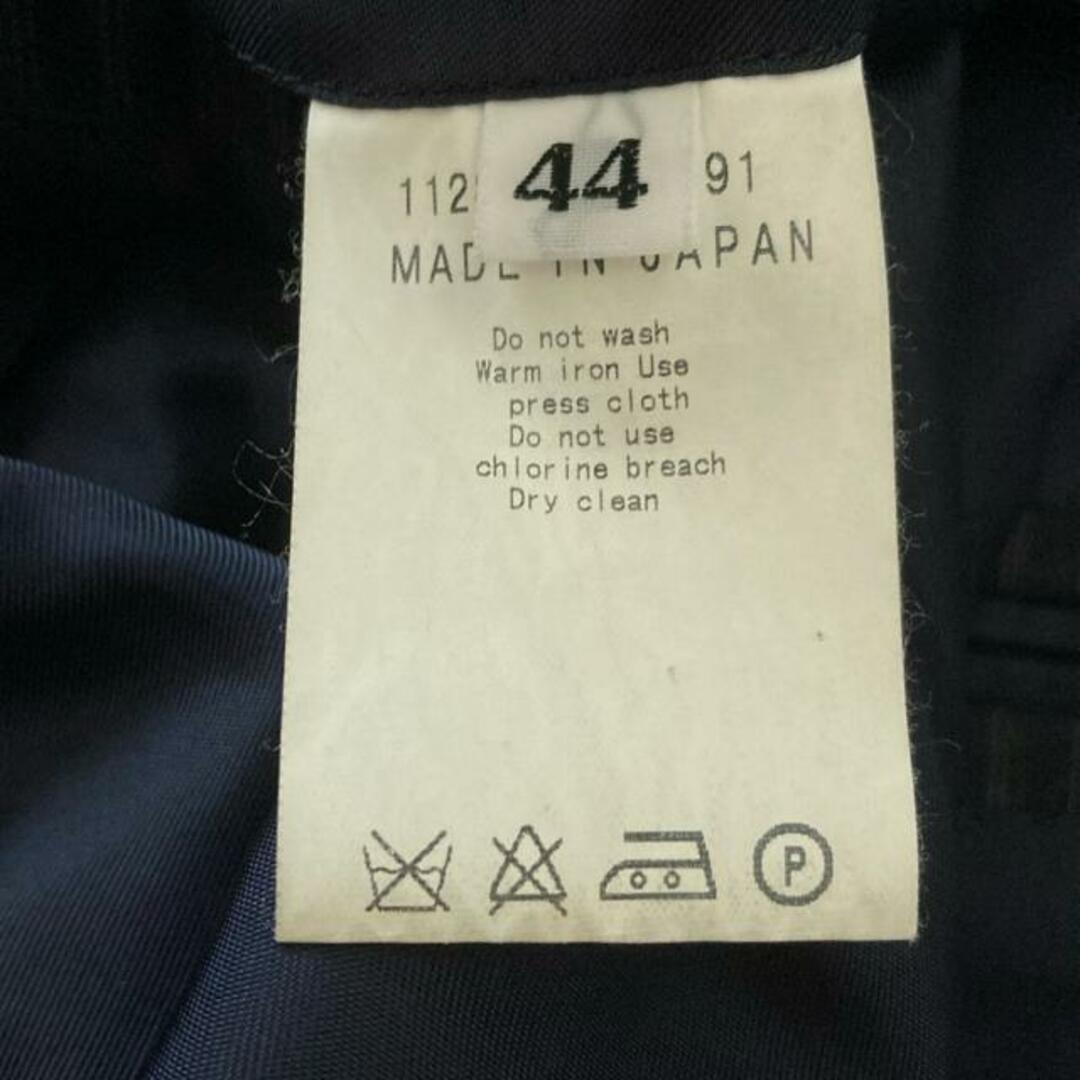 44
112 91
MADE IN JAPAN
Do not wash
Warm iron Use
press cloth
Do not use
chlorine breach
Dry clean
P